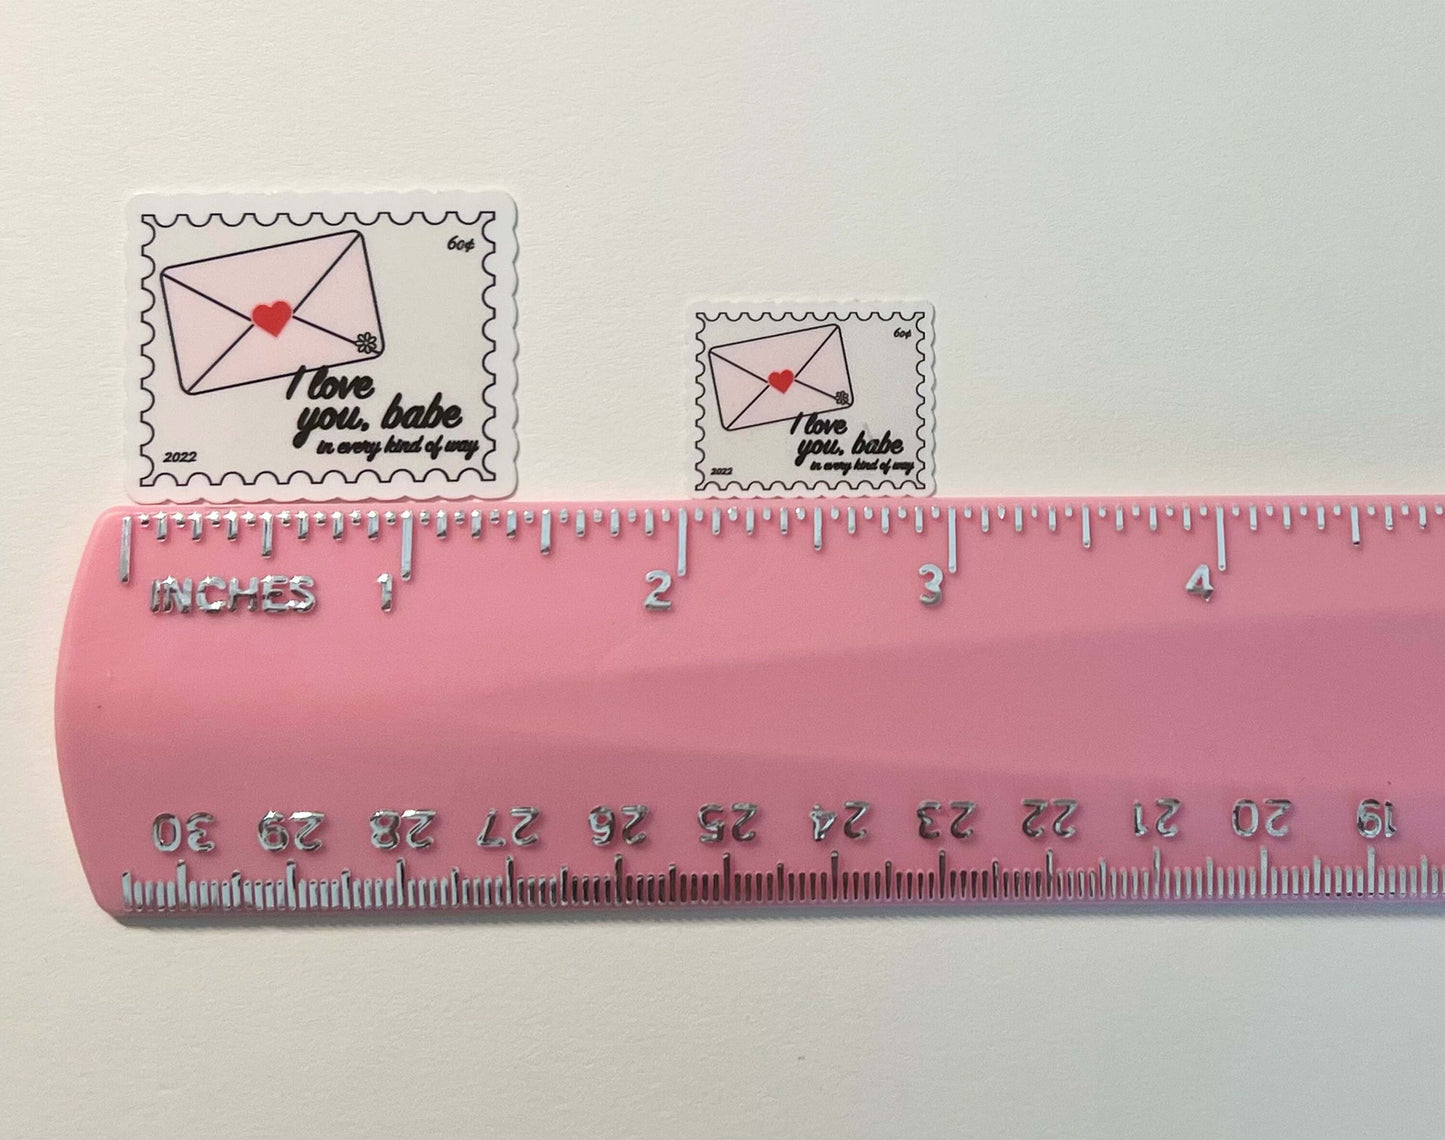 60¢
I love
you, babe
in every kind of way
2022
60¢
I love
you, babe
in every kind of way
2022
INCHES 1 2 3 4
30 29 28 27 26 25 24 23 22 21 20 19